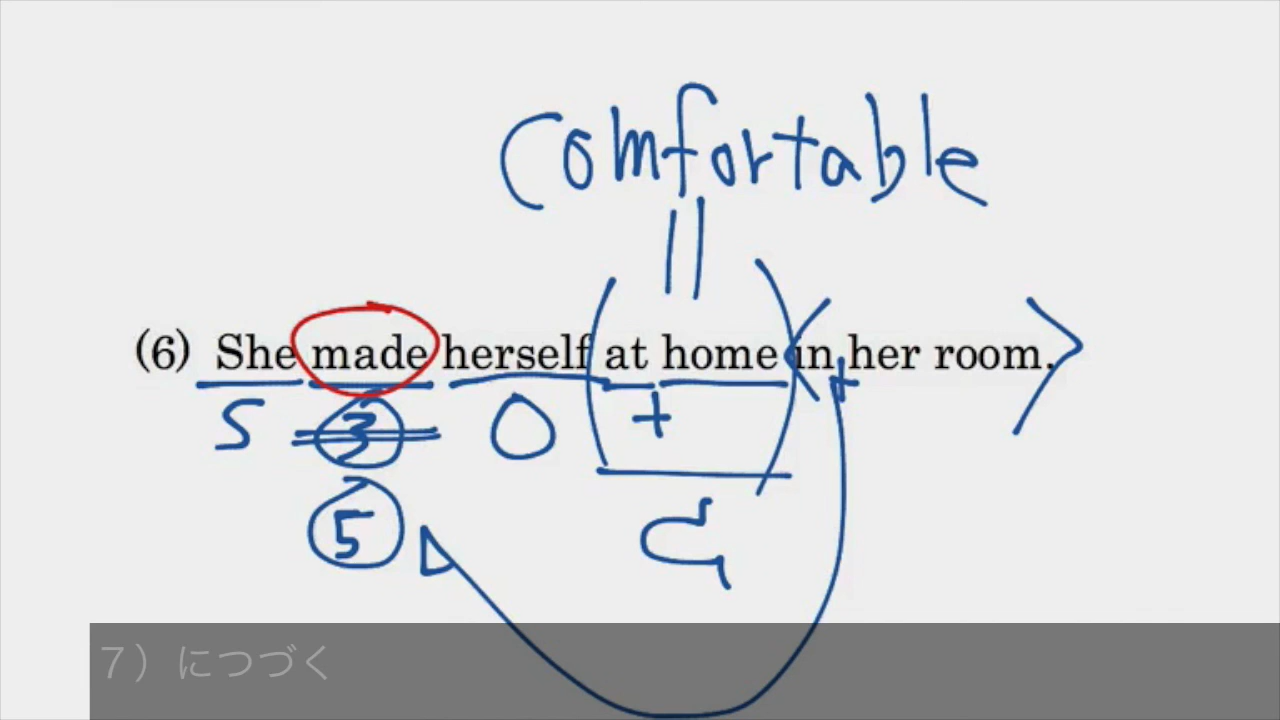 comfortable
(6) She made herself at home in her room.
S ③ O +
⑤ C
7）につづく